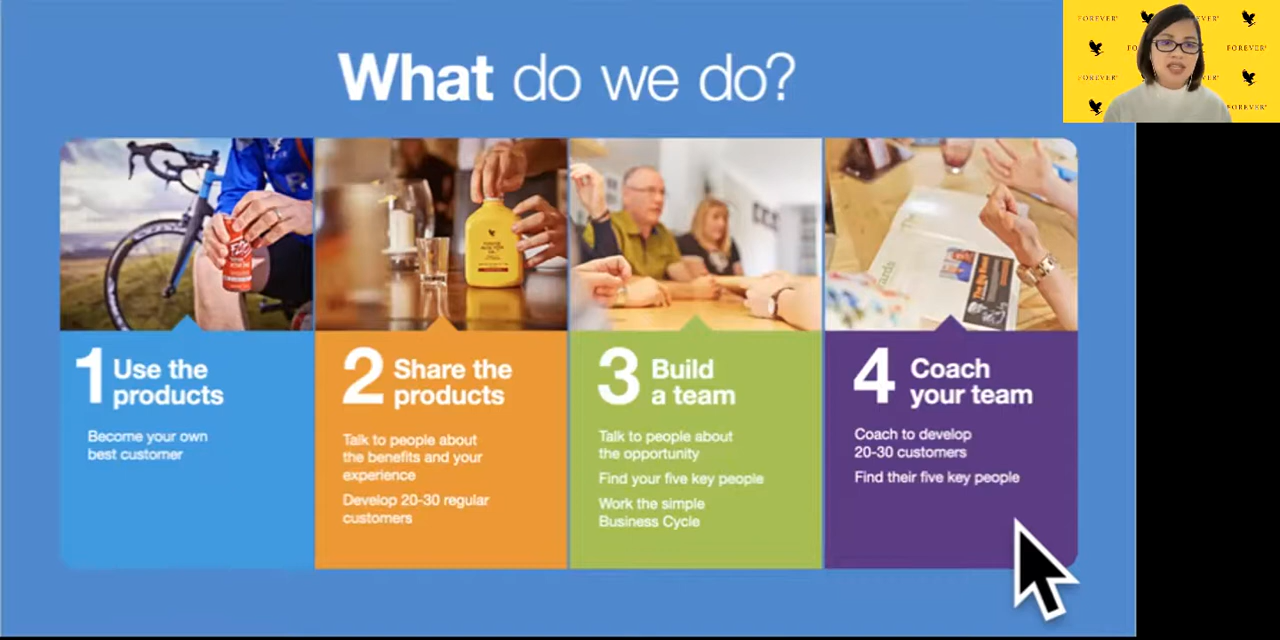 What do we do?
FOREVER
FOREVER
FOREVER
1 Use the
products
Become your own
best customer
2 Share the
products
Talk to people about
the benefits and your
experience
Develop 20-30 regular
customers
3 Build
a team
Talk to people about
the opportunity
Find your five key people
Work the simple
Business Cycle
4 Coach
your team
Coach to develop
20-30 customers
Find their five key people